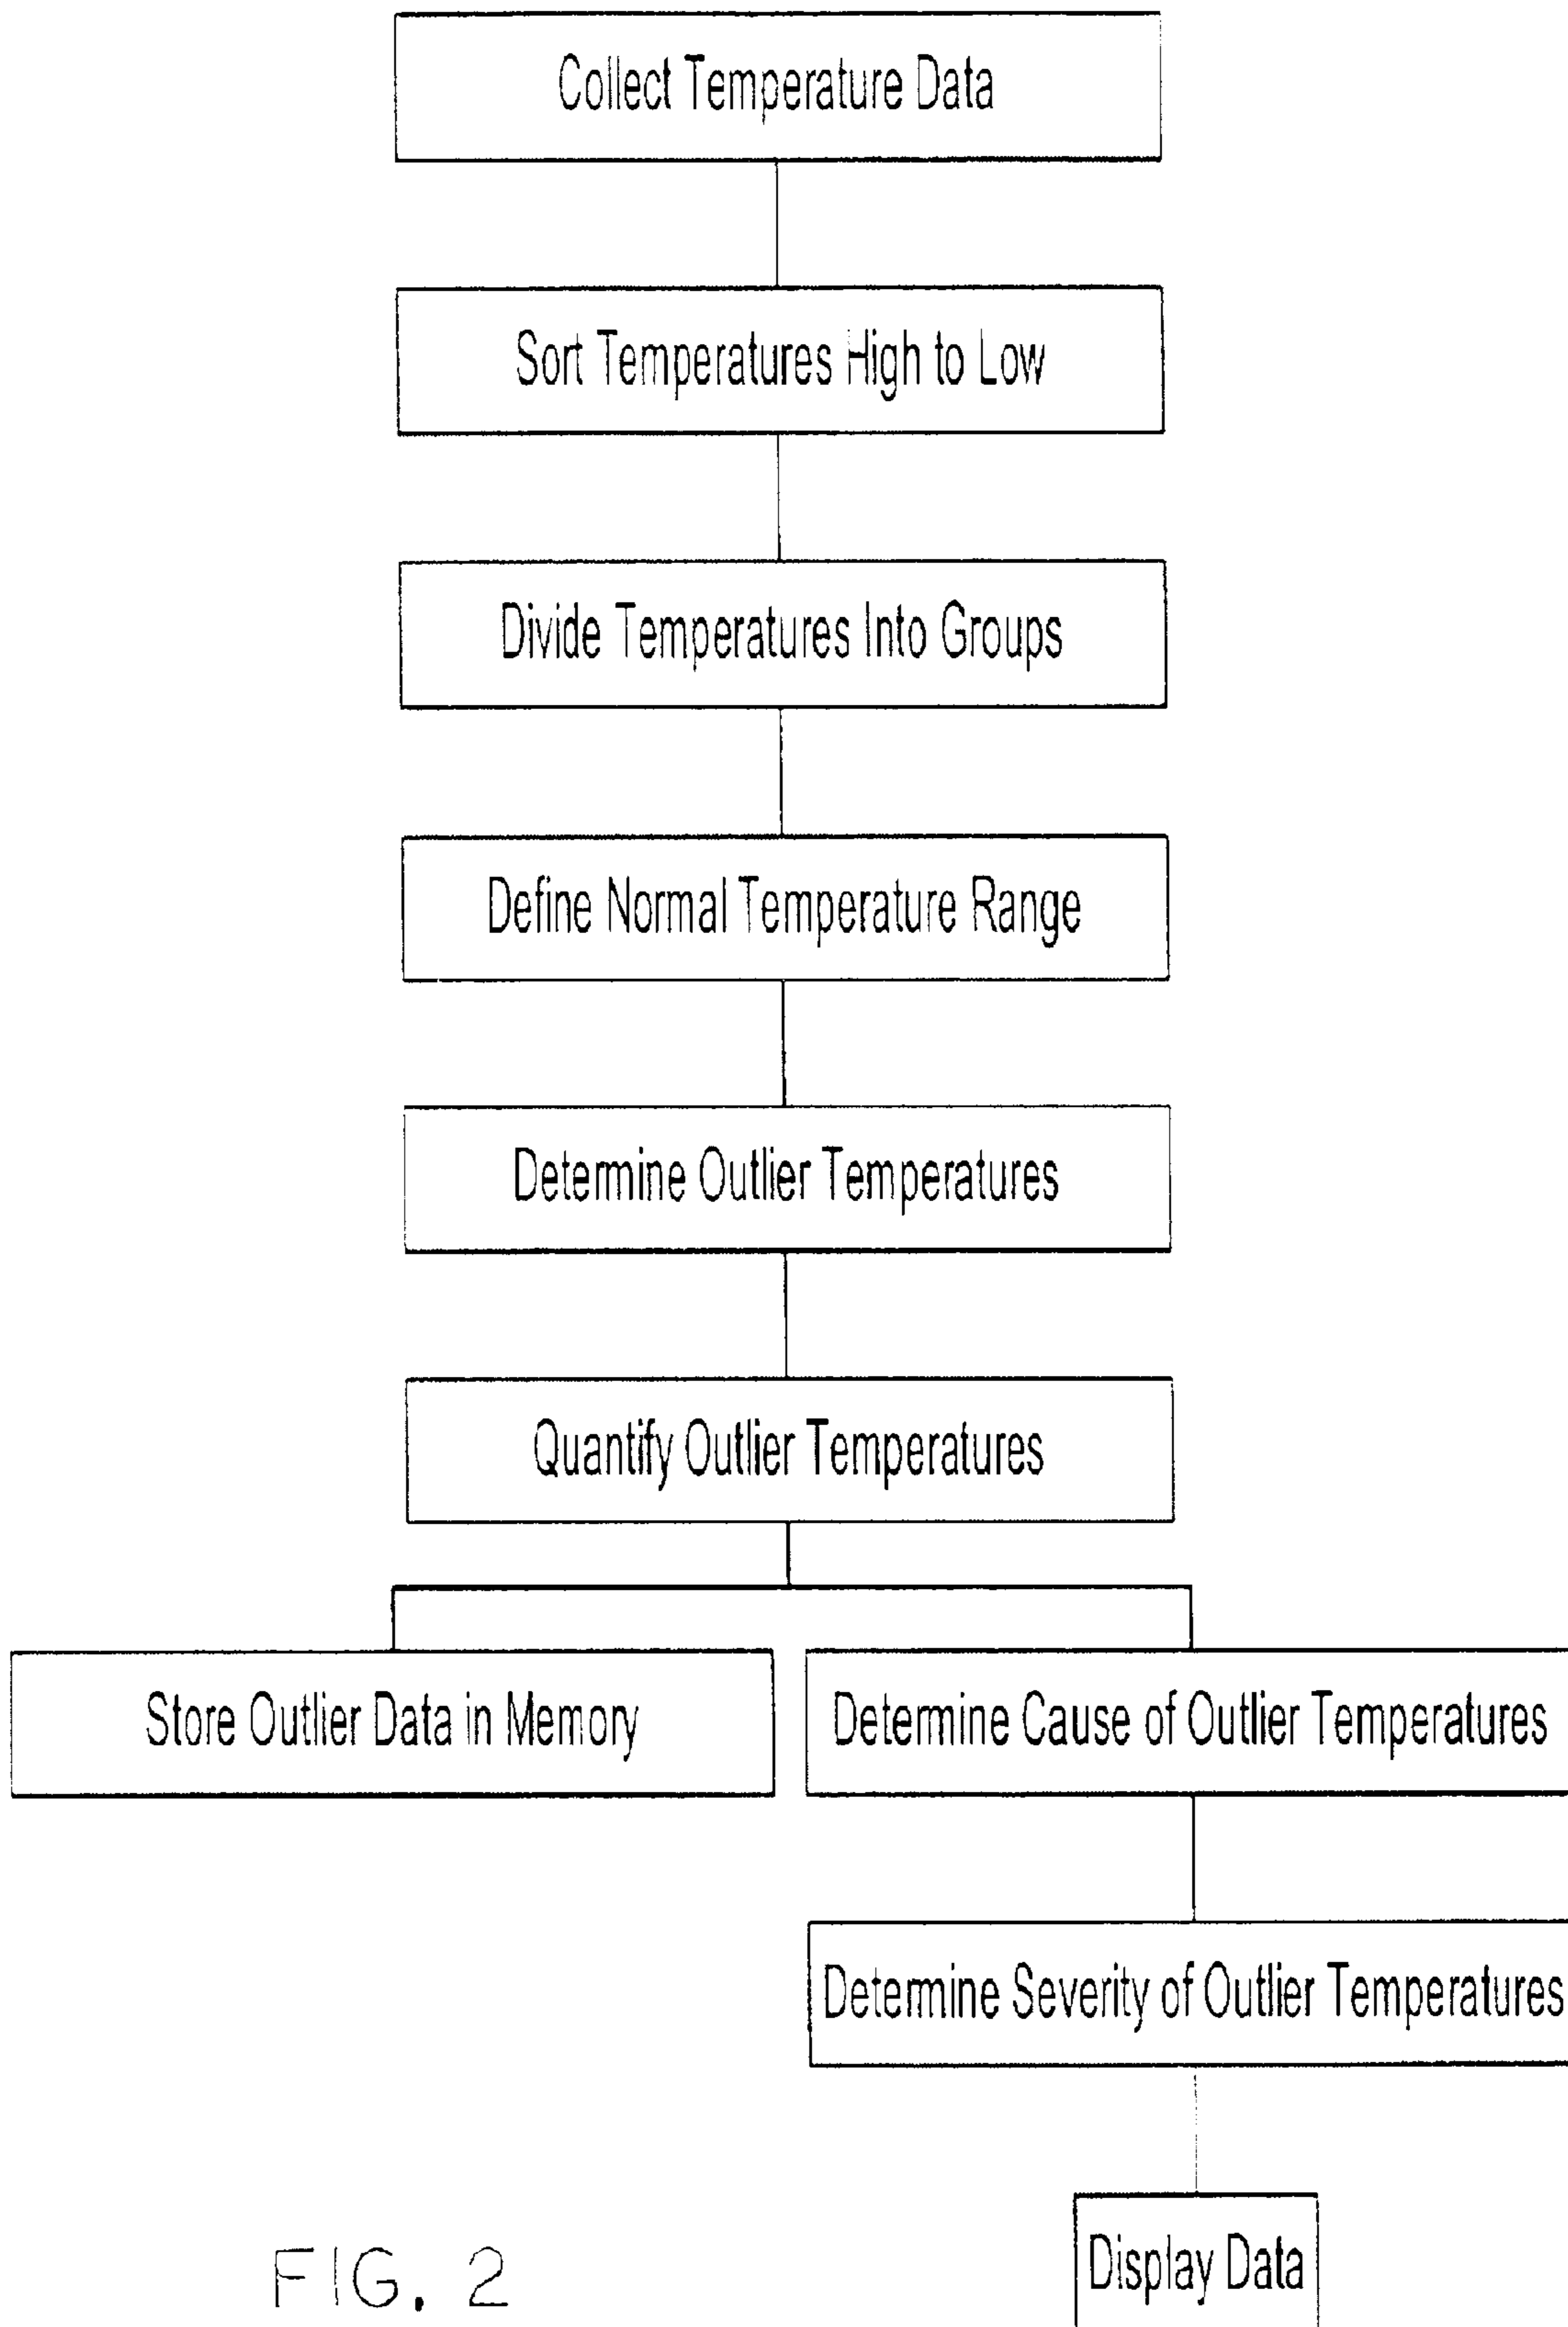 Collect Temperature Data
Sort Temperatures High to Low
Divide Temperatures Into Groups
Define Normal Temperature Range
Determine Outlier Temperatures
Quantify Outlier Temperatures
Store Outlier Data in Memory
Determine Cause of Outlier Temperatures
Determine Severity of Outlier Temperatures
Display Data
FIG. 2